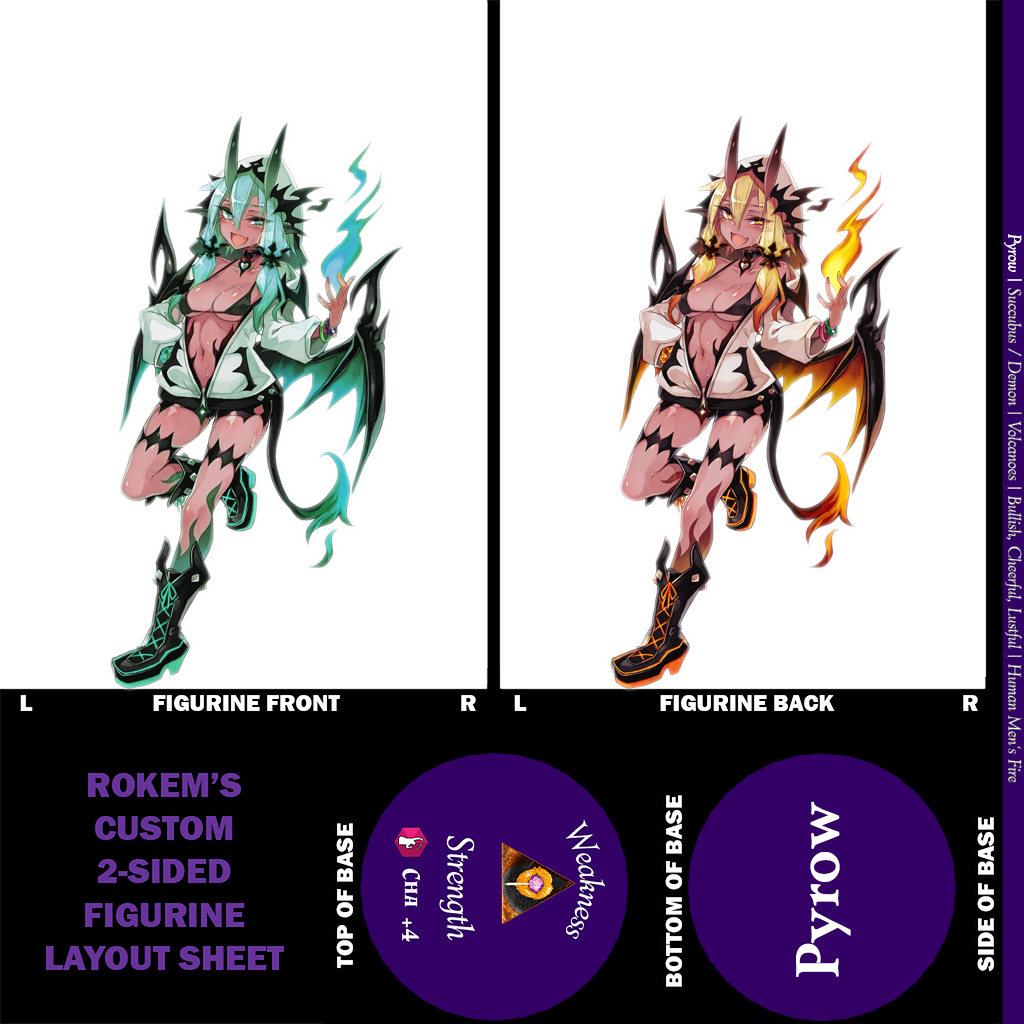 L
FIGURINE FRONT
R
L
FIGURINE BACK
R
ROKEM'S
CUSTOM
2-SIDED
FIGURINE
LAYOUT SHEET
TOP OF BASE
Weakness
Strength
CHA +4
BOTTOM OF BASE
Pyrow
SIDE OF BASE
Pyrow | Succubus / Demon | Volcanoes | Bullish, Cheerful, Lustful | Human Men's Fire